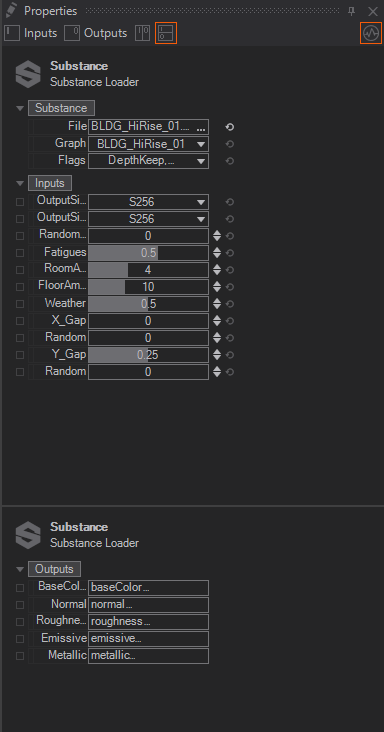 Properties
Inputs Outputs
Substance
Substance Loader
Substance
File BLDG_HiRise_01.... ...
Graph BLDG_HiRise_01
Flags DepthKeep,...
Inputs
OutputSi... S256
OutputSi... S256
Random... 0
Fatigues 0.5
RoomA... 4
FloorAm... 10
Weather 0.5
X_Gap 0
Random 0
Y_Gap 0.25
Random 0
Substance
Substance Loader
Outputs
BaseCol... baseColor...
Normal normal...
Roughne... roughness...
Emissive emissive...
Metallic metallic...